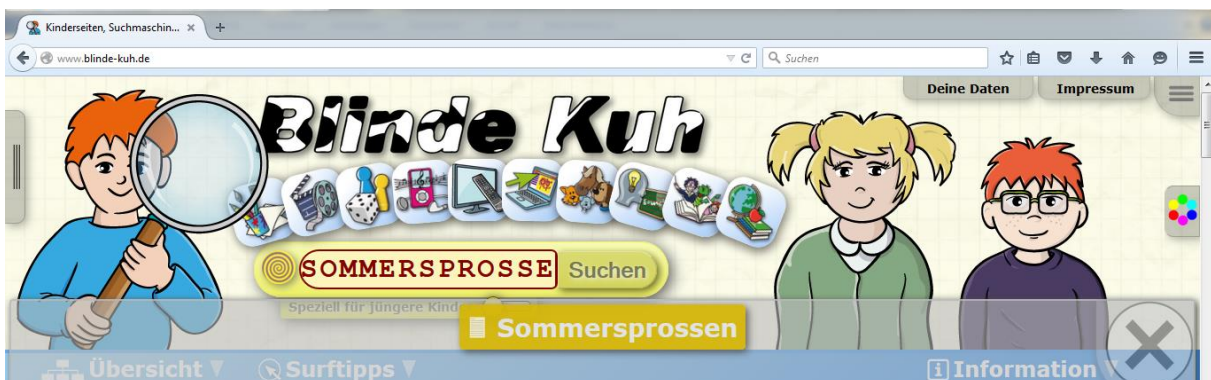 Kinderseiten, Suchmaschin...
www.blinde-kuh.de
Suchen
Deine Daten
Impressum
Blinde Kuh
SOMMERSPROSSE
Suchen
Speziell für jüngere Kind
Sommersprossen
Übersicht
Surftipps
Information